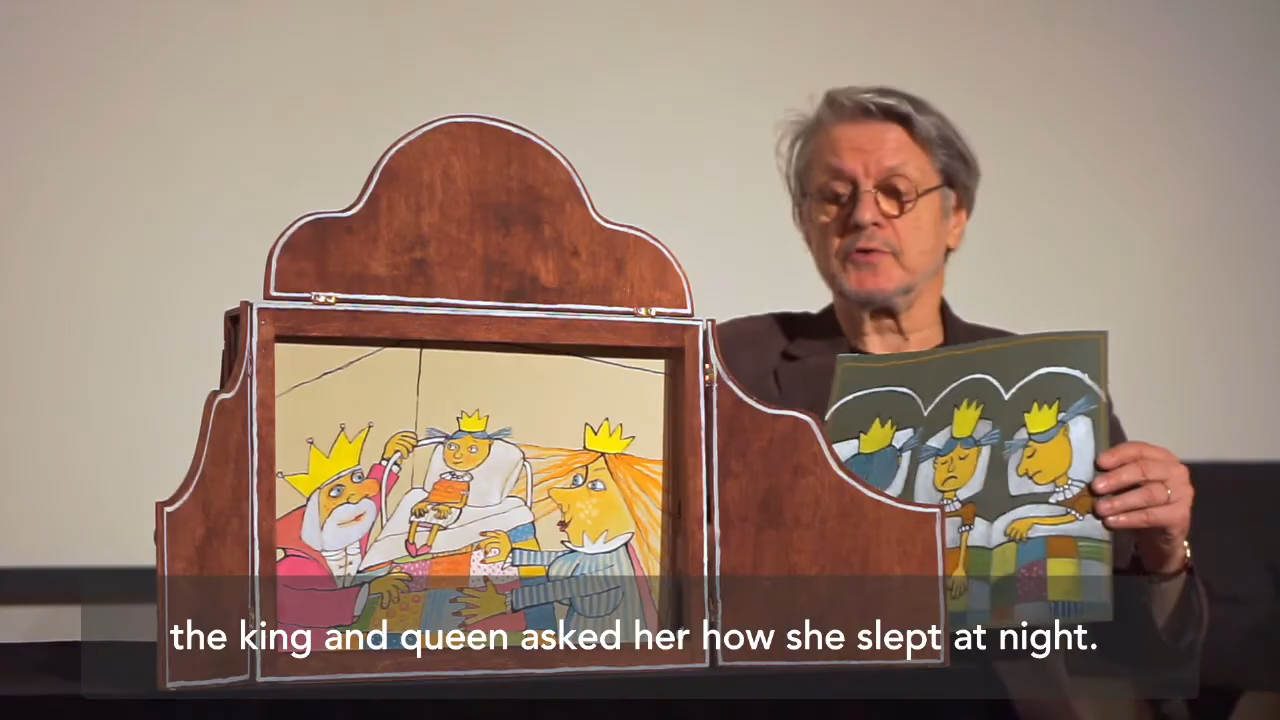 the king and queen asked her how she slept at night.